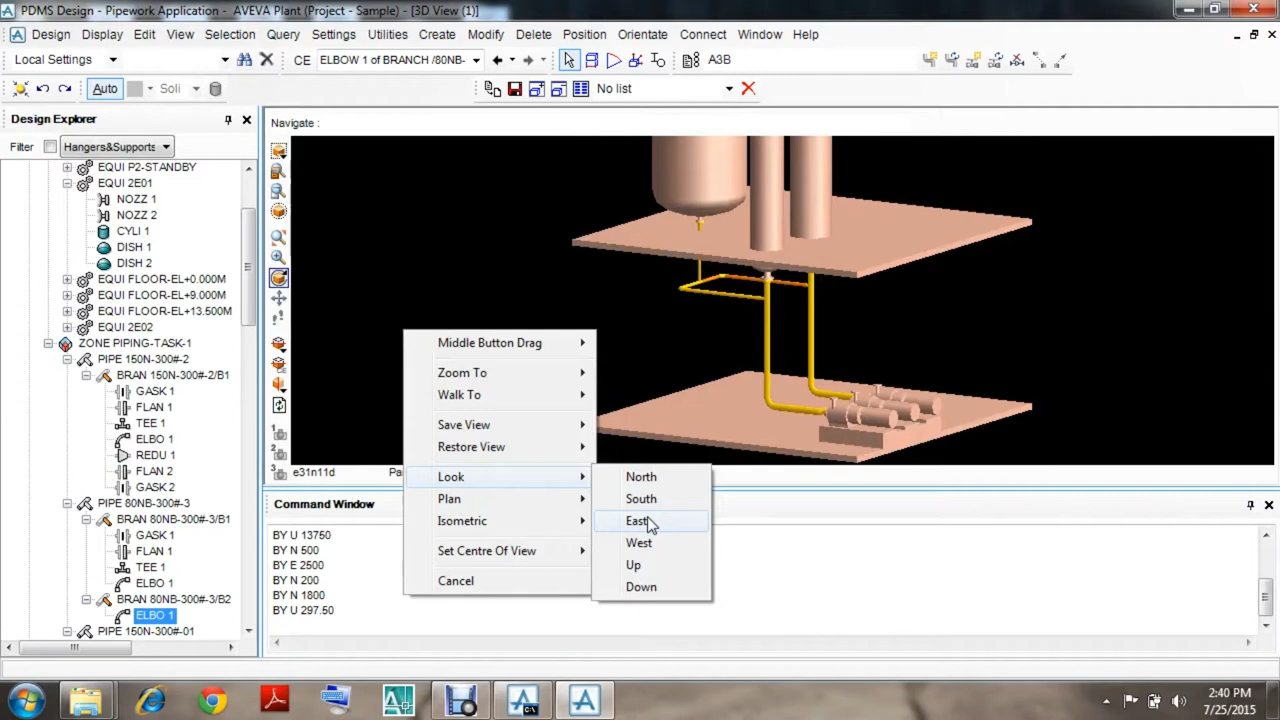 PDMS Design - Pipework Application - AVEVA Plant (Project - Sample) - [3D View (1)]
Design Display Edit View Selection Query Settings Utilities Create Modify Delete Position Orientate Connect Window Help
Local Settings CE ELBOW 1 of BRANCH /80NB- A3B
Auto Soli No list
Design Explorer
Navigate :
Filter Hangers&Supports
EQUI P2-STANDBY
EQUI 2E01
NOZZ 1
NOZZ 2
CYLI 1
DISH 1
DISH 2
EQUI FLOOR-EL+0.000M
EQUI FLOOR-EL+9.000M
EQUI FLOOR-EL+13.500M
EQUI 2E02
ZONE PIPING-TASK-1
PIPE 150N-300#-2
BRAN 150N-300#-2/B1
GASK 1
FLAN 1
TEE 1
ELBO 1
REDU 1
FLAN 2
GASK 2
PIPE 80NB-300#-3
BRAN 80NB-300#-3/B1
GASK 1
FLAN 1
TEE 1
ELBO 1
BRAN 80NB-300#-3/B2
ELBO 1
PIPE 150N-300#-01
Middle Button Drag
Zoom To
Walk To
Save View
Restore View
Look
Plan
Isometric
Set Centre Of View
Cancel
North
South
East
West
Up
Down
1
2
3
e31n11d
Command Window
BY U 13750
BY N 500
BY E 2500
BY N 200
BY N 1800
BY U 297.50
2:40 PM
7/25/2015